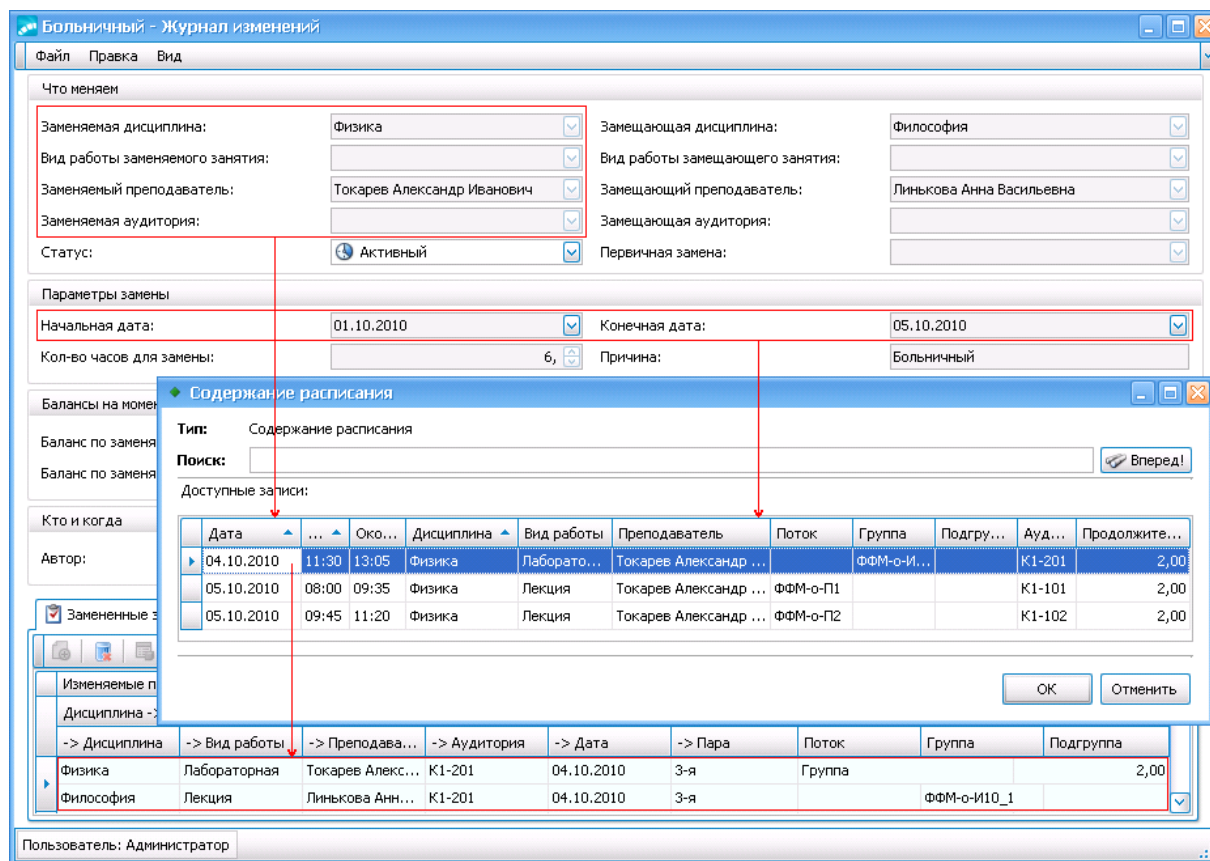 Больничный - Журнал изменений
Файл Правка Вид
Что меняем
Заменяемая дисциплина: Физика Замещающая дисциплина: Философия
Вид работы заменяемого занятия: Вид работы замещающего занятия:
Заменяемый преподаватель: Токарев Александр Иванович Замещающий преподаватель: Линькова Анна Васильевна
Заменяемая аудитория: Замещающая аудитория:
Статус: Активный Первичная замена:
Параметры замены
Начальная дата: 01.10.2010 Конечная дата: 05.10.2010
Кол-во часов для замены: 6, Причина: Больничный
Содержание расписания
Балансы на момен
Тип: Содержание расписания
Баланс по заменя
Поиск: Вперед!
Баланс по заменя
Доступные записи:
Кто и когда
Дата ... Око... Дисциплина Вид работы Преподаватель Поток Группа Подгру... Ауд... Продолжите...
Автор:
04.10.2010 11:30 13:05 Физика Лаборато... Токарев Александр ... ФФМ-о-И... К1-201 2,00
05.10.2010 08:00 09:35 Физика Лекция Токарев Александр ... ФФМ-о-П1 К1-101 2,00
05.10.2010 09:45 11:20 Физика Лекция Токарев Александр ... ФФМ-о-П2 К1-102 2,00
Замененные з
Изменяемые п
ОК Отменить
Дисциплина ->
-> Дисциплина -> Вид работы -> Преподава... -> Аудитория -> Дата -> Пара Поток Группа Подгруппа
Физика Лабораторная Токарев Алекс... К1-201 04.10.2010 3-я Группа 2,00
Философия Лекция Линькова Анн... К1-201 04.10.2010 3-я ФФМ-о-И10_1
Пользователь: Администратор